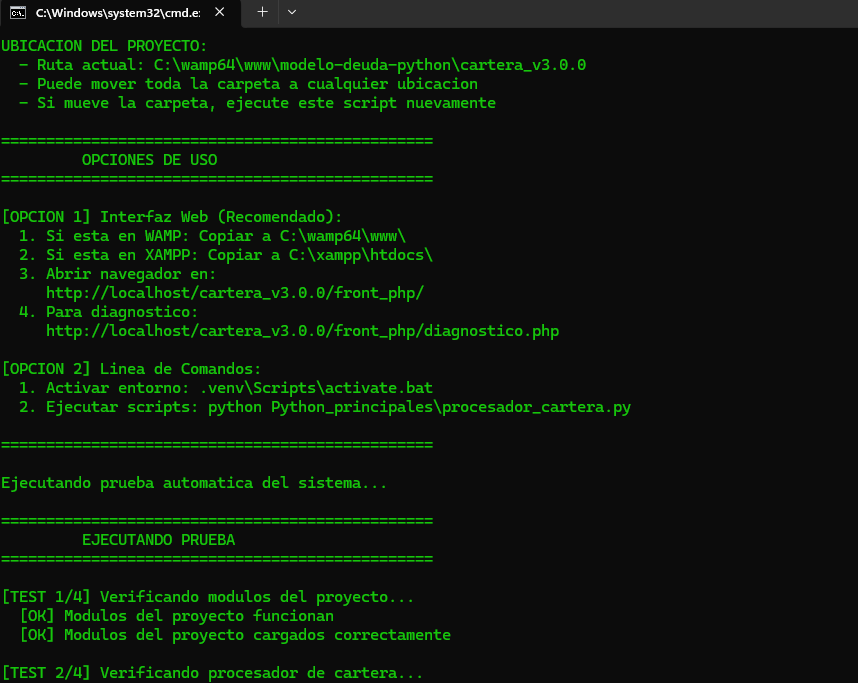 C:\Windows\system32\cmd.e:
UBICACION DEL PROYECTO:
- Ruta actual: C:\wamp64\www\modelo-deuda-python\cartera_v3.0.0
- Puede mover toda la carpeta a cualquier ubicacion
- Si mueve la carpeta, ejecute este script nuevamente
================================================
OPCIONES DE USO
================================================
[OPCION 1] Interfaz Web (Recomendado):
1. Si esta en WAMP: Copiar a C:\wamp64\www\
2. Si esta en XAMPP: Copiar a C:\xampp\htdocs\
3. Abrir navegador en:
http://localhost/cartera_v3.0.0/front_php/
4. Para diagnostico:
http://localhost/cartera_v3.0.0/front_php/diagnostico.php
[OPCION 2] Linea de Comandos:
1. Activar entorno: .venv\Scripts\activate.bat
2. Ejecutar scripts: python Python_principales\procesador_cartera.py
================================================
Ejecutando prueba automatica del sistema...
================================================
EJECUTANDO PRUEBA
================================================
[TEST 1/4] Verificando modulos del proyecto...
[OK] Modulos del proyecto funcionan
[OK] Modulos del proyecto cargados correctamente
[TEST 2/4] Verificando procesador de cartera...